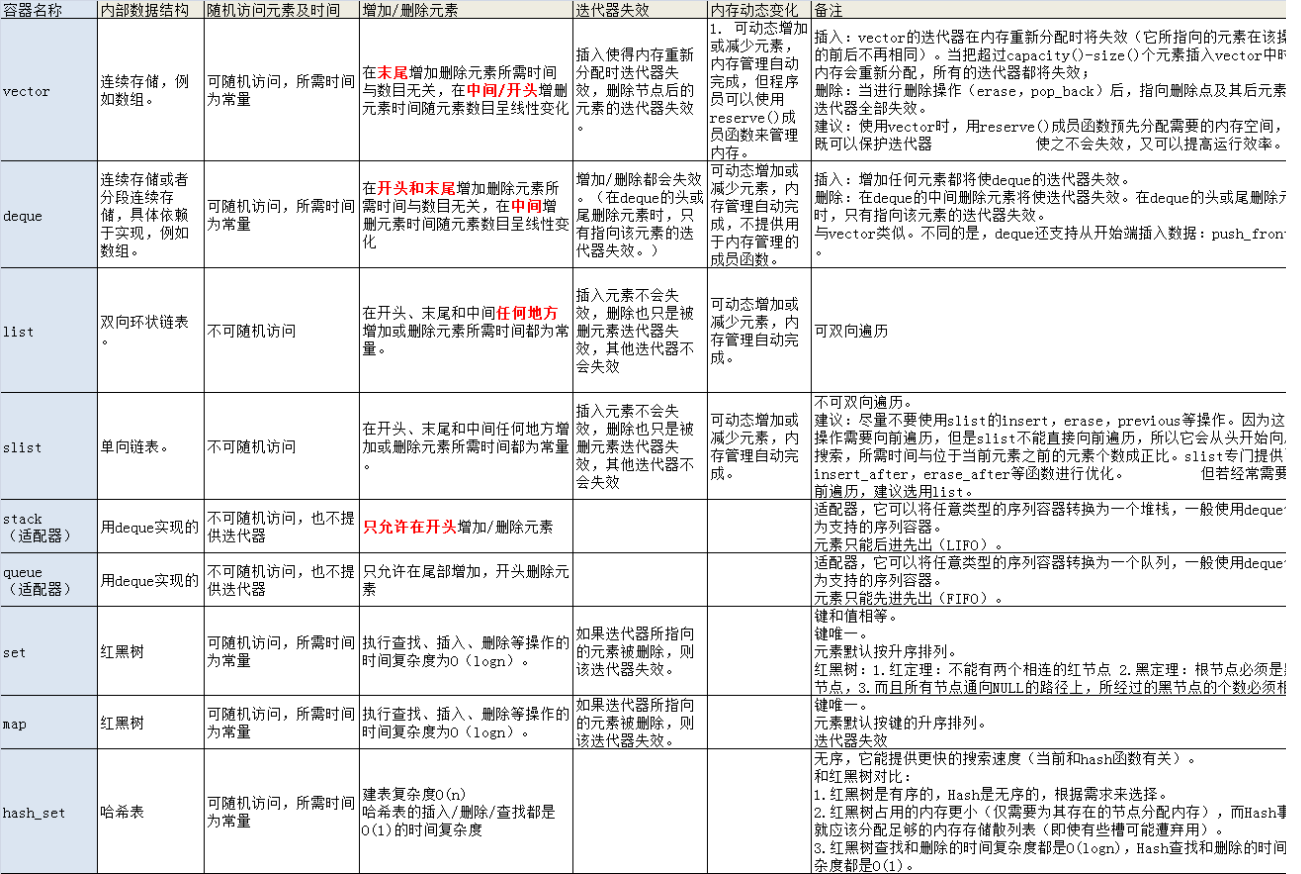 容器名称 内部数据结构 随机访问元素及时间 增加/删除元素 迭代器失效 内存动态变化 备注
vector
连续存储，例
如数组。
可随机访问，所需时间
为常量
在末尾增加删除元素所需时间
与数目无关，在中间/开头增删
元素时间随元素数目呈线性变化
插入使得内存重新
分配时迭代器失
效，删除节点后的
元素的迭代器失效
。
1. 可动态增加
或减少元素，
内存管理自动
完成，但程序
员可以使用
reserve()成
员函数来管理
内存。
插入：vector的迭代器在内存重新分配时将失效（它所指向的元素在该操
的前后不再相同）。当把超过capacity()-size()个元素插入vector中时
内存会重新分配，所有的迭代器都将失效；
删除：当进行删除操作（erase，pop_back）后，指向删除点及其后元素
迭代器全部失效。
建议：使用vector时，用reserve()成员函数预先分配需要的内存空间，
既可以保护迭代器 使之不会失效，又可以提高运行效率。
deque
连续存储或者
分段连续存
储，具体依赖
于实现，例如
数组。
可随机访问，所需时间
为常量
在开头和末尾增加删除元素所
需时间与数目无关，在中间增
删元素时间随元素数目呈线性变
化
增加/删除都会失效
。（在deque的头或
尾删除元素时，只
有指向该元素的迭
代器失效。）
可动态增加或
减少元素，内
存管理自动完
成，不提供用
于内存管理的
成员函数。
插入：增加任何元素都将使deque的迭代器失效。
删除：在deque的中间删除元素将使迭代器失效。在deque的头或尾删除元
时，只有指向该元素的迭代器失效。
与vector类似。不同的是，deque还支持从开始端插入数据：push_front
。
list
双向环状链表
。
不可随机访问
在开头、末尾和中间任何地方
增加或删除元素所需时间都为常
量。
插入元素不会失
效，删除也只是被
删元素迭代器失
效，其他迭代器不
会失效
可动态增加或
减少元素，内
存管理自动完
成。
可双向遍历
slist
单向链表。
不可随机访问
在开头、末尾和中间任何地方增
加或删除元素所需时间都为常量
。
插入元素不会失
效，删除也只是被
删元素迭代器失
效，其他迭代器不
会失效
可动态增加或
减少元素，内
存管理自动完
成。
不可双向遍历。
建议：尽量不要使用slist的insert，erase，previous等操作。因为这
操作需要向前遍历，但是slist不能直接向前遍历，所以它会从头开始向
搜索，所需时间与位于当前元素之前的元素个数成正比。slist专门提供
insert_after，erase_after等函数进行优化。 但若经常需要
前遍历，建议选用list。
stack
（适配器）
用deque实现的
不可随机访问，也不提
供迭代器
只允许在开头增加/删除元素
适配器，它可以将任意类型的序列容器转换为一个堆栈，一般使用deque
为支持的序列容器。
元素只能后进先出（LIFO）。
queue
（适配器）
用deque实现的
不可随机访问，也不提
供迭代器
只允许在尾部增加，开头删除元
素
适配器，它可以将任意类型的序列容器转换为一个队列，一般使用deque
为支持的序列容器。
元素只能先进先出（FIFO）。
set
红黑树
可随机访问，所需时间
为常量
执行查找、插入、删除等操作的
时间复杂度为O（logn）。
如果迭代器所指向
的元素被删除，则
该迭代器失效。
键和值相等。
键唯一。
元素默认按升序排列。
红黑树：1.红定理：不能有两个相连的红节点 2.黑定理：根节点必须是
节点，3.而且所有节点通向NULL的路径上，所经过的黑节点的个数必须相
map
红黑树
可随机访问，所需时间
为常量
执行查找、插入、删除等操作的
时间复杂度为O（logn）。
如果迭代器所指向
的元素被删除，则
该迭代器失效。
键唯一。
元素默认按键的升序排列。
迭代器失效
hash_set
哈希表
可随机访问，所需时间
为常量
建表复杂度O(n)
哈希表的插入/删除/查找都是
O(1)的时间复杂度
无序，它能提供更快的搜索速度（当前和hash函数有关）。
和红黑树对比：
1.红黑树是有序的，Hash是无序的，根据需求来选择。
2.红黑树占用的内存更小（仅需要为其存在的节点分配内存），而Hash事
就应该分配足够的内存存储散列表（即使有些槽可能遭弃用）。
3.红黑树查找和删除的时间复杂度都是O(logn)，Hash查找和删除的时间
杂度都是O(1)。